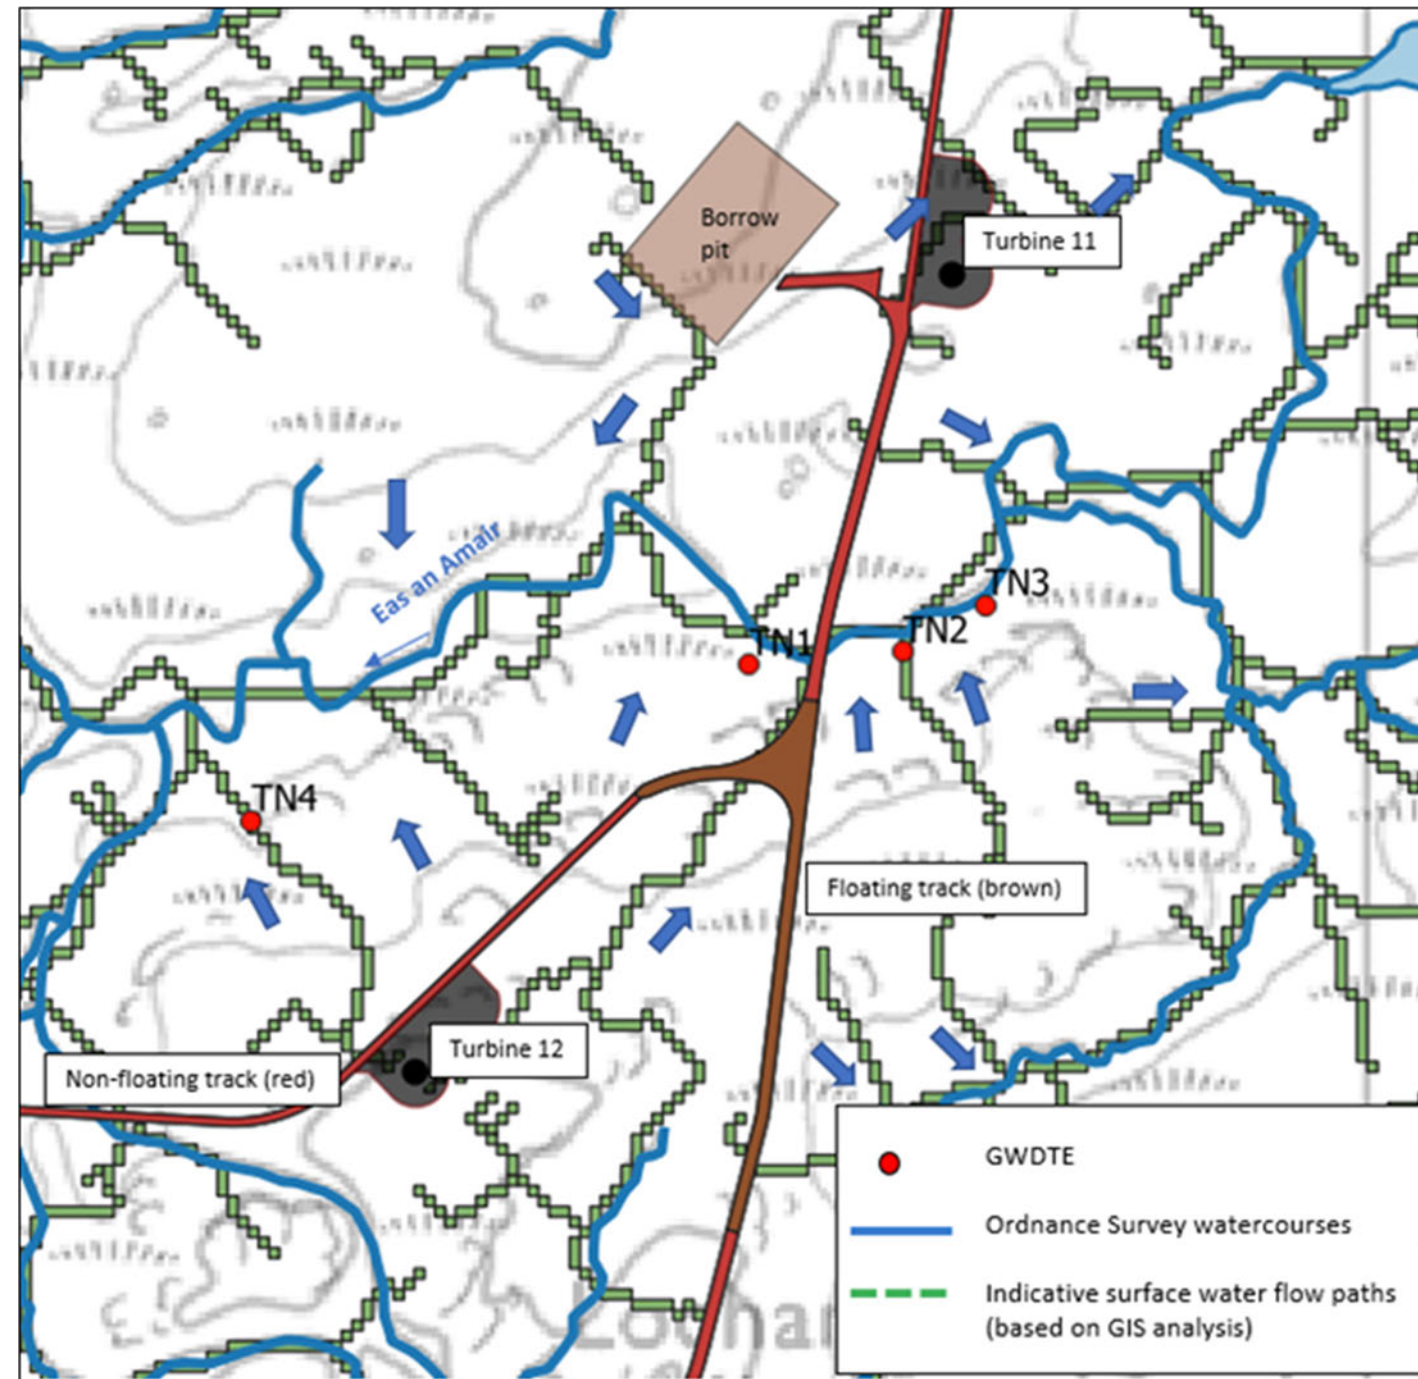 Borrow
pit
Turbine 11
Eas an Amair
TN3
TN2
TN1
TN4
Floating track (brown)
Turbine 12
Non-floating track (red)
GWDTE
Ordnance Survey watercourses
Indicative surface water flow paths
(based on GIS analysis)